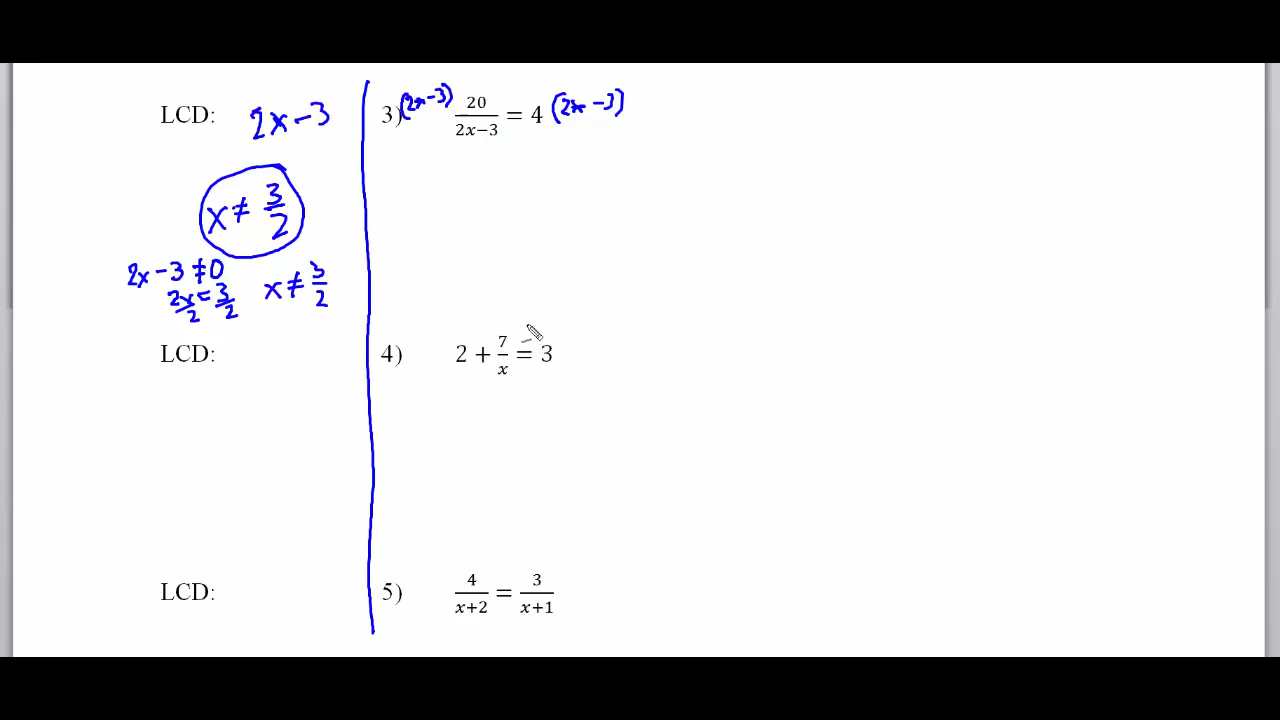 LCD: 2x-3 3) (2x-3) 20/(2x−3) = 4 (2x-3)
x ≠ 3/2
2x-3 ≠ 0
2x/2 = 3/2 x ≠ 3/2
LCD: 4) 2 + 7/x = 3
LCD: 5) 4/(x+2) = 3/(x+1)